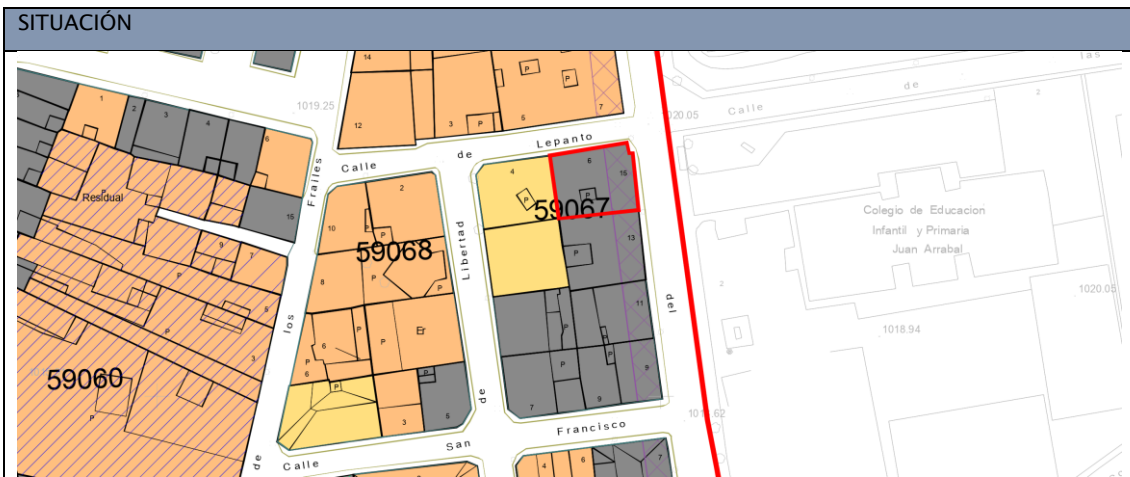 SITUACIÓN
14
12
1019.25
3
P
5
P
P
7
1020.05
Calle
de
las
2
1
2
3
4
6
Residual
P
16
9
7
P
5
3
P
59060
P
Calle
de
Lepanto
Frailes
los
de
10
2
P
P
59068
8
P
P
6
P
P
Er
6
P
P
P
3
5
Calle
San
Francisco
Libertad
de
4
P
6
15
P
59067
13
P
11
P
P
P
7
9
9
del
4
6
7
2
Colegio de Educacion
Infantil y Primaria
Juan Arrabal
1018.94
1020.05